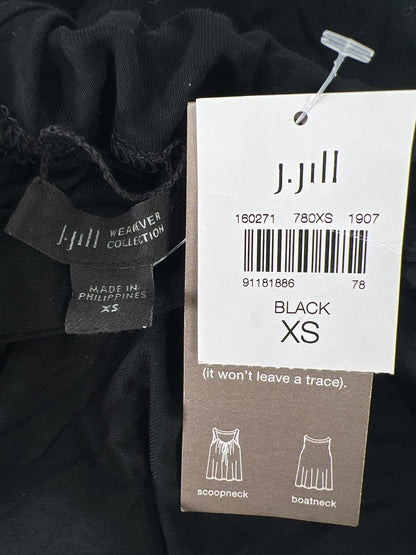 J.Jill
WEAREVER
COLLECTION
MADE IN
PHILIPPINES
XS
J.Jill
160271 780XS 1907
91181886 78
BLACK
XS
(it won't leave a trace).
scoopneck
boatneck